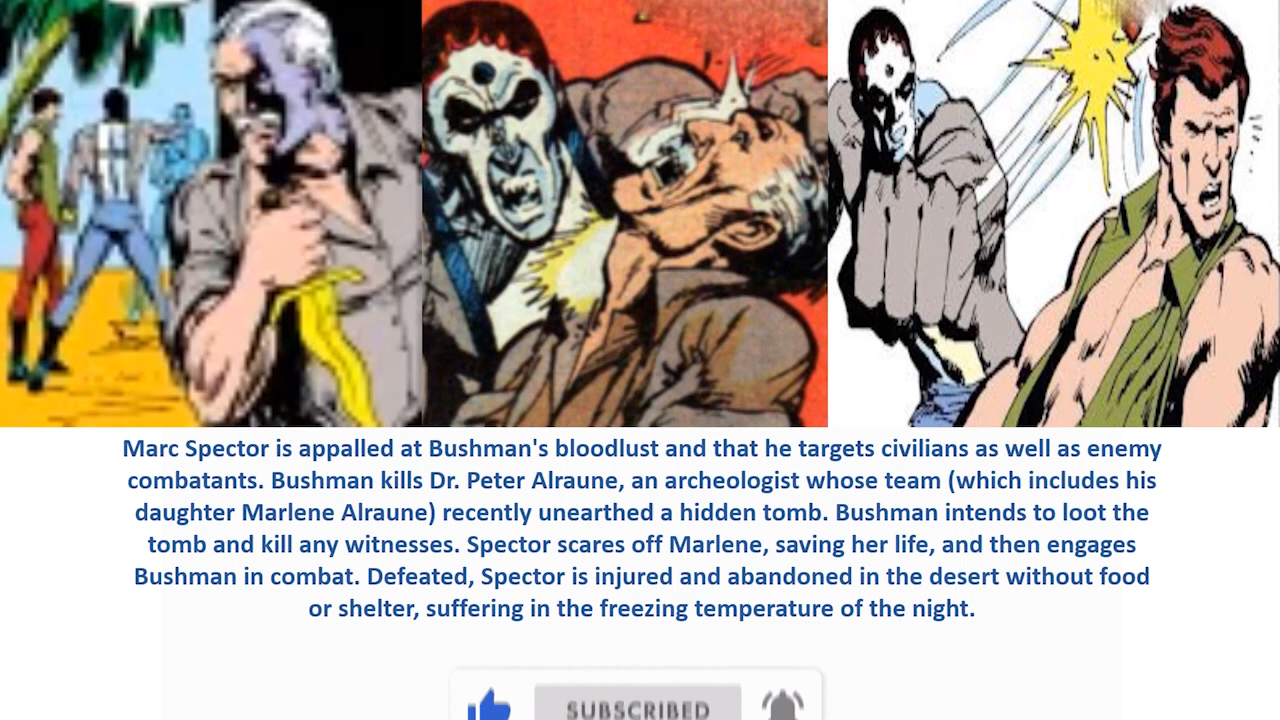 Marc Spector is appalled at Bushman's bloodlust and that he targets civilians as well as enemy
combatants. Bushman kills Dr. Peter Alraune, an archeologist whose team (which includes his
daughter Marlene Alraune) recently unearthed a hidden tomb. Bushman intends to loot the
tomb and kill any witnesses. Spector scares off Marlene, saving her life, and then engages
Bushman in combat. Defeated, Spector is injured and abandoned in the desert without food
or shelter, suffering in the freezing temperature of the night.
SUBSCRIBED